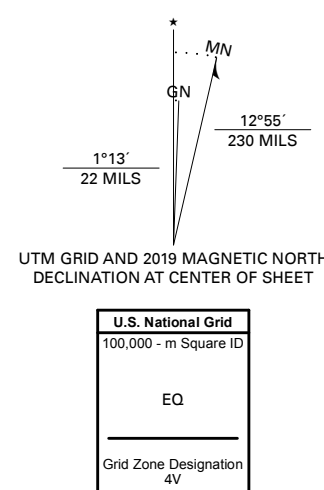 ★
MN
GN
12°55´
230 MILS
1°13´
22 MILS
UTM GRID AND 2019 MAGNETIC NORTH
DECLINATION AT CENTER OF SHEET
U.S. National Grid
100,000 - m Square ID
EQ
Grid Zone Designation
4V